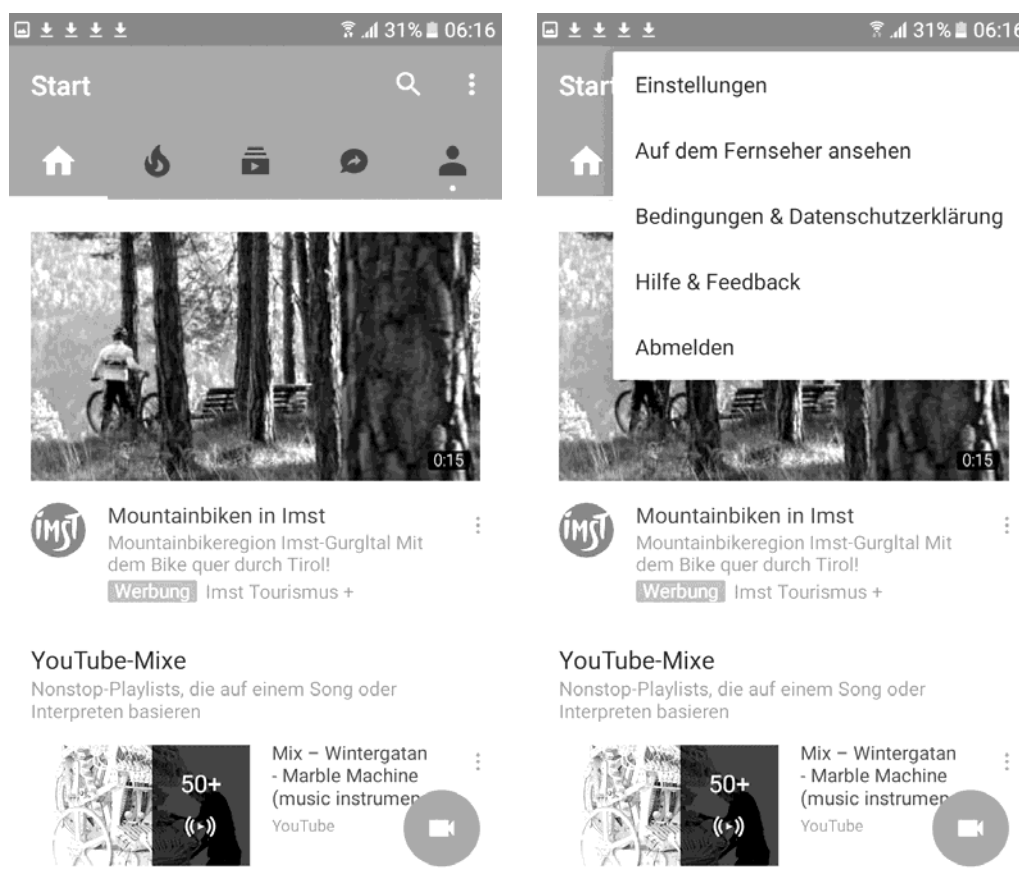 31% 06:16
Start
0:15
imst
Mountainbiken in Imst
Mountainbikeregion Imst-Gurgltal Mit
dem Bike quer durch Tirol!
Werbung Imst Tourismus +
YouTube-Mixe
Nonstop-Playlists, die auf einem Song oder
Interpreten basieren
50+
Mix – Wintergatan
- Marble Machine
(music instrumen
YouTube
31% 06:16
Start
Einstellungen
Auf dem Fernseher ansehen
Bedingungen & Datenschutzerklärung
Hilfe & Feedback
Abmelden
0:15
imst
Mountainbiken in Imst
Mountainbikeregion Imst-Gurgltal Mit
dem Bike quer durch Tirol!
Werbung Imst Tourismus +
YouTube-Mixe
Nonstop-Playlists, die auf einem Song oder
Interpreten basieren
50+
Mix – Wintergatan
- Marble Machine
(music instrumen
YouTube